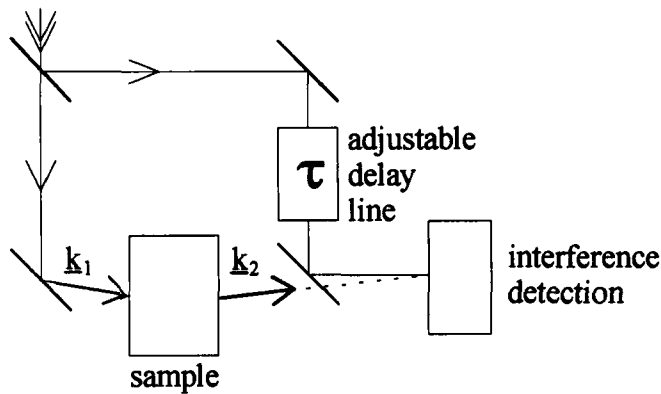 τ
adjustable
delay
line
k₁
k₂
interference
detection
sample